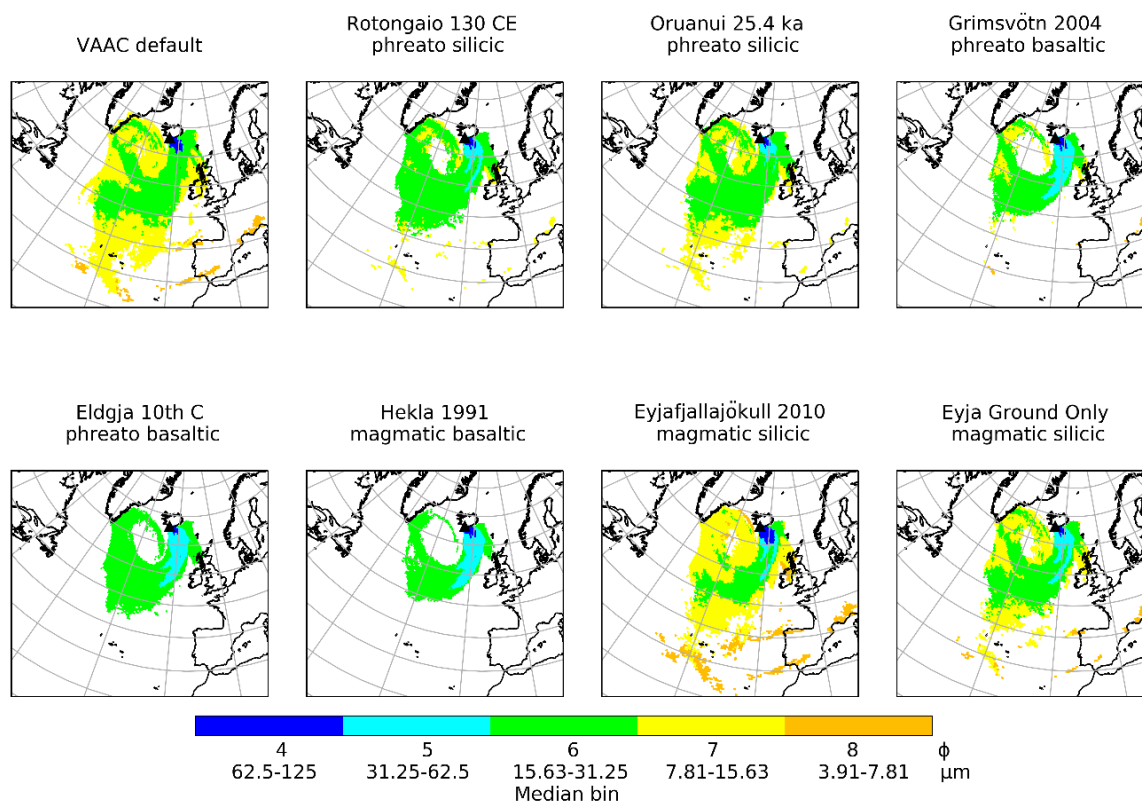 VAAC default
Rotongaio 130 CE
phreato silicic
Oruanui 25.4 ka
phreato silicic
Grimsvötn 2004
phreato basaltic
Eldgja 10th C
phreato basaltic
Hekla 1991
magmatic basaltic
Eyjafjallajökull 2010
magmatic silicic
Eyja Ground Only
magmatic silicic
4 5 6 7 8 ϕ
62.5-125 31.25-62.5 15.63-31.25 7.81-15.63 3.91-7.81 μm
Median bin